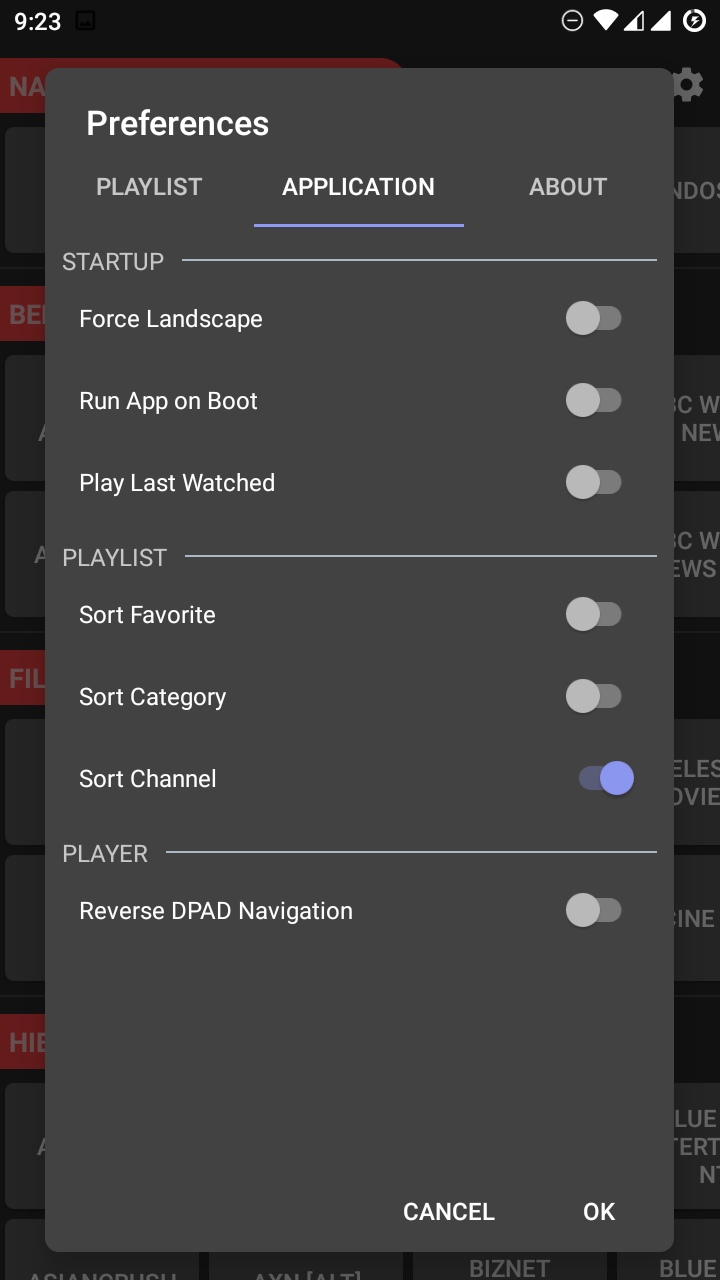 9:23
Preferences
PLAYLIST APPLICATION ABOUT
STARTUP
Force Landscape
Run App on Boot
Play Last Watched
PLAYLIST
Sort Favorite
Sort Category
Sort Channel
PLAYER
Reverse DPAD Navigation
CANCEL OK
BIZNET
BLUE